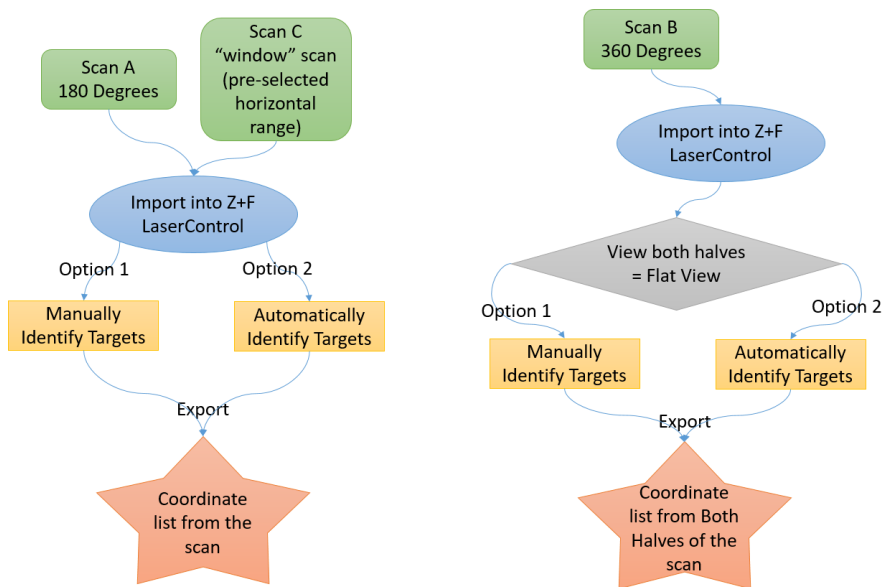 Scan A
180 Degrees
Scan C
“window” scan
(pre-selected
horizontal
range)
Import into Z+F
LaserControl
Option 1
Option 2
Manually
Identify Targets
Automatically
Identify Targets
Export
Coordinate
list from the
scan
Scan B
360 Degrees
Import into Z+F
LaserControl
View both halves
= Flat View
Option 1
Option 2
Manually
Identify Targets
Automatically
Identify Targets
Export
Coordinate
list from Both
Halves of the
scan